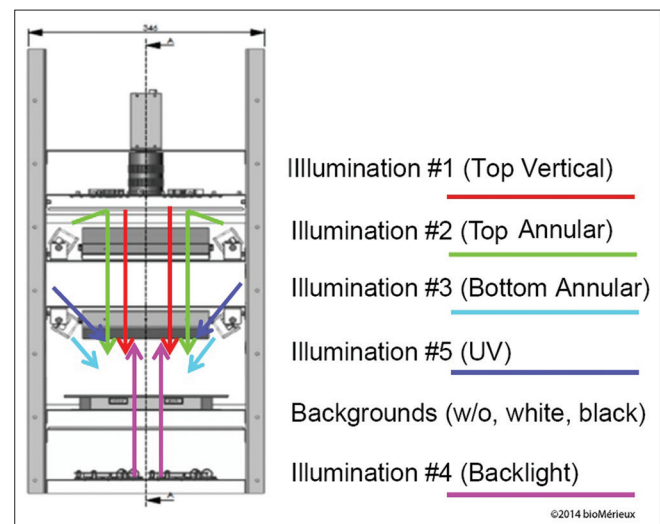 346
A
IIllumination #1 (Top Vertical)
Illumination #2 (Top Annular)
Illumination #3 (Bottom Annular)
Illumination #5 (UV)
Backgrounds (w/o, white, black)
Illumination #4 (Backlight)
A
©2014 bioMérieux